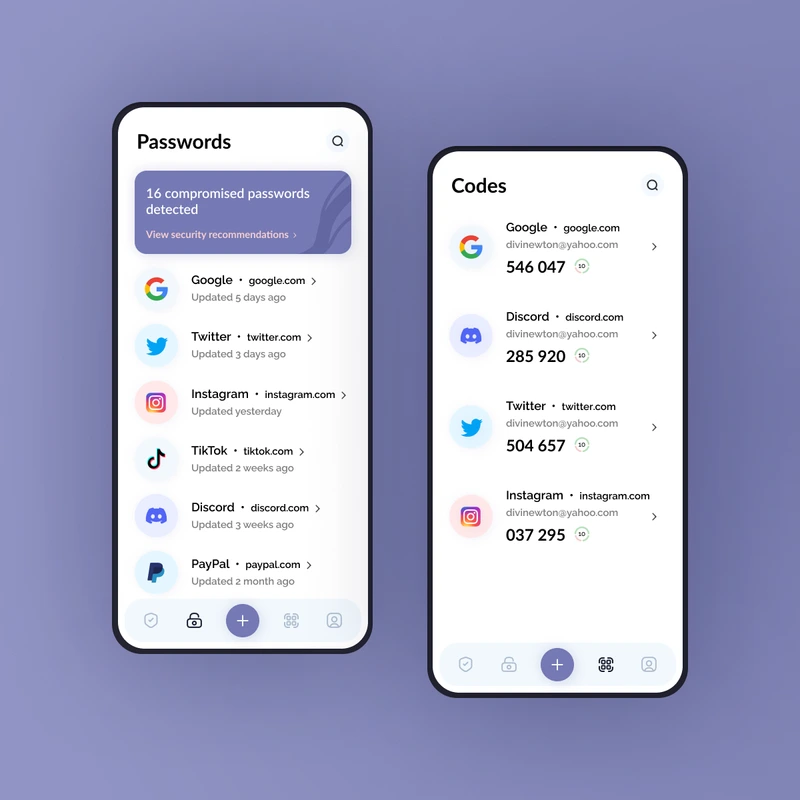 Passwords
16 compromised passwords
detected
View security recommendations ›
Google • google.com
Updated 5 days ago
Twitter • twitter.com
Updated 3 days ago
Instagram • instagram.com
Updated yesterday
TikTok • tiktok.com
Updated 2 weeks ago
Discord • discord.com
Updated 3 weeks ago
PayPal • paypal.com
Updated 2 month ago
Codes
Google • google.com
divinewton@yahoo.com
546 047 10
Discord • discord.com
divinewton@yahoo.com
285 920 10
Twitter • twitter.com
divinewton@yahoo.com
504 657 10
Instagram • instagram.com
divinewton@yahoo.com
037 295 10